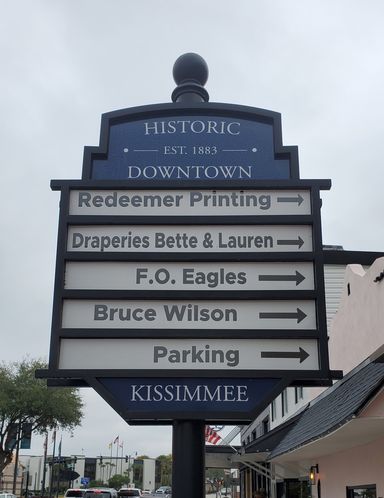 HISTORIC
EST. 1883
DOWNTOWN
Redeemer Printing
Draperies Bette & Lauren
F.O. Eagles
Bruce Wilson
Parking
KISSIMMEE